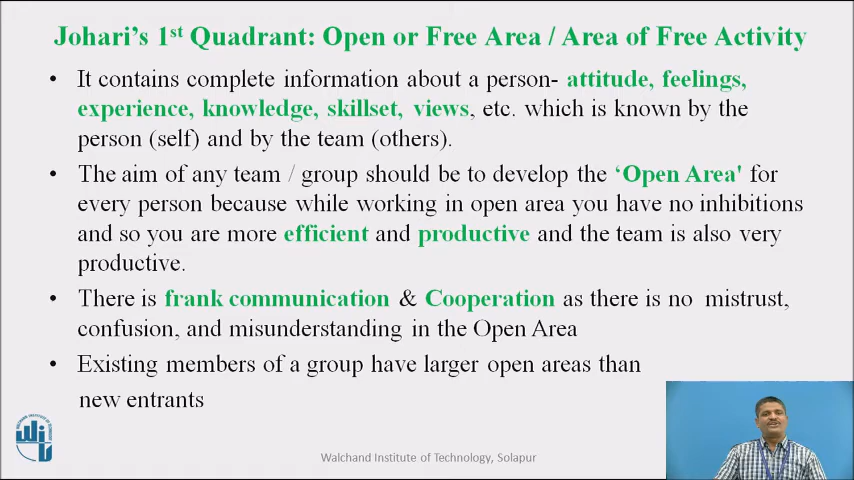 Johari's 1st Quadrant: Open or Free Area / Area of Free Activity
• It contains complete information about a person- attitude, feelings,
experience, knowledge, skillset, views, etc. which is known by the
person (self) and by the team (others).
• The aim of any team / group should be to develop the ‘Open Area' for
every person because while working in open area you have no inhibitions
and so you are more efficient and productive and the team is also very
productive.
• There is frank communication & Cooperation as there is no mistrust,
confusion, and misunderstanding in the Open Area
• Existing members of a group have larger open areas than
new entrants
Walchand Institute of Technology, Solapur